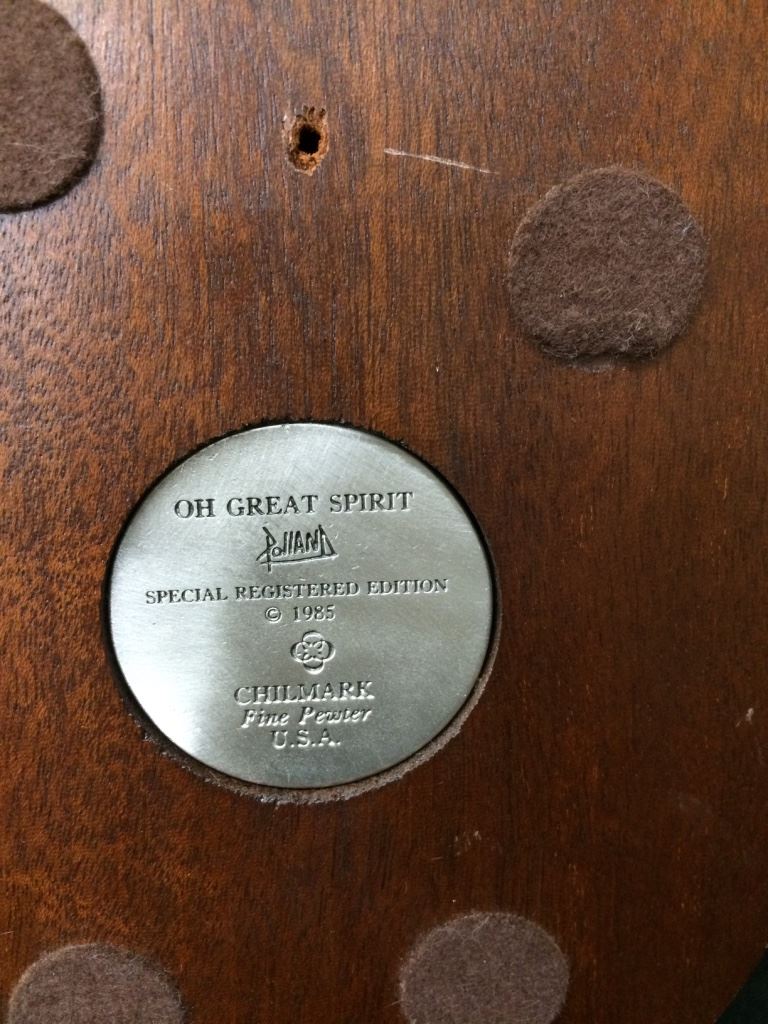 OH GREAT SPIRIT
Polland
SPECIAL REGISTERED EDITION
© 1985
CHILMARK
Fine Pewter
U.S.A.